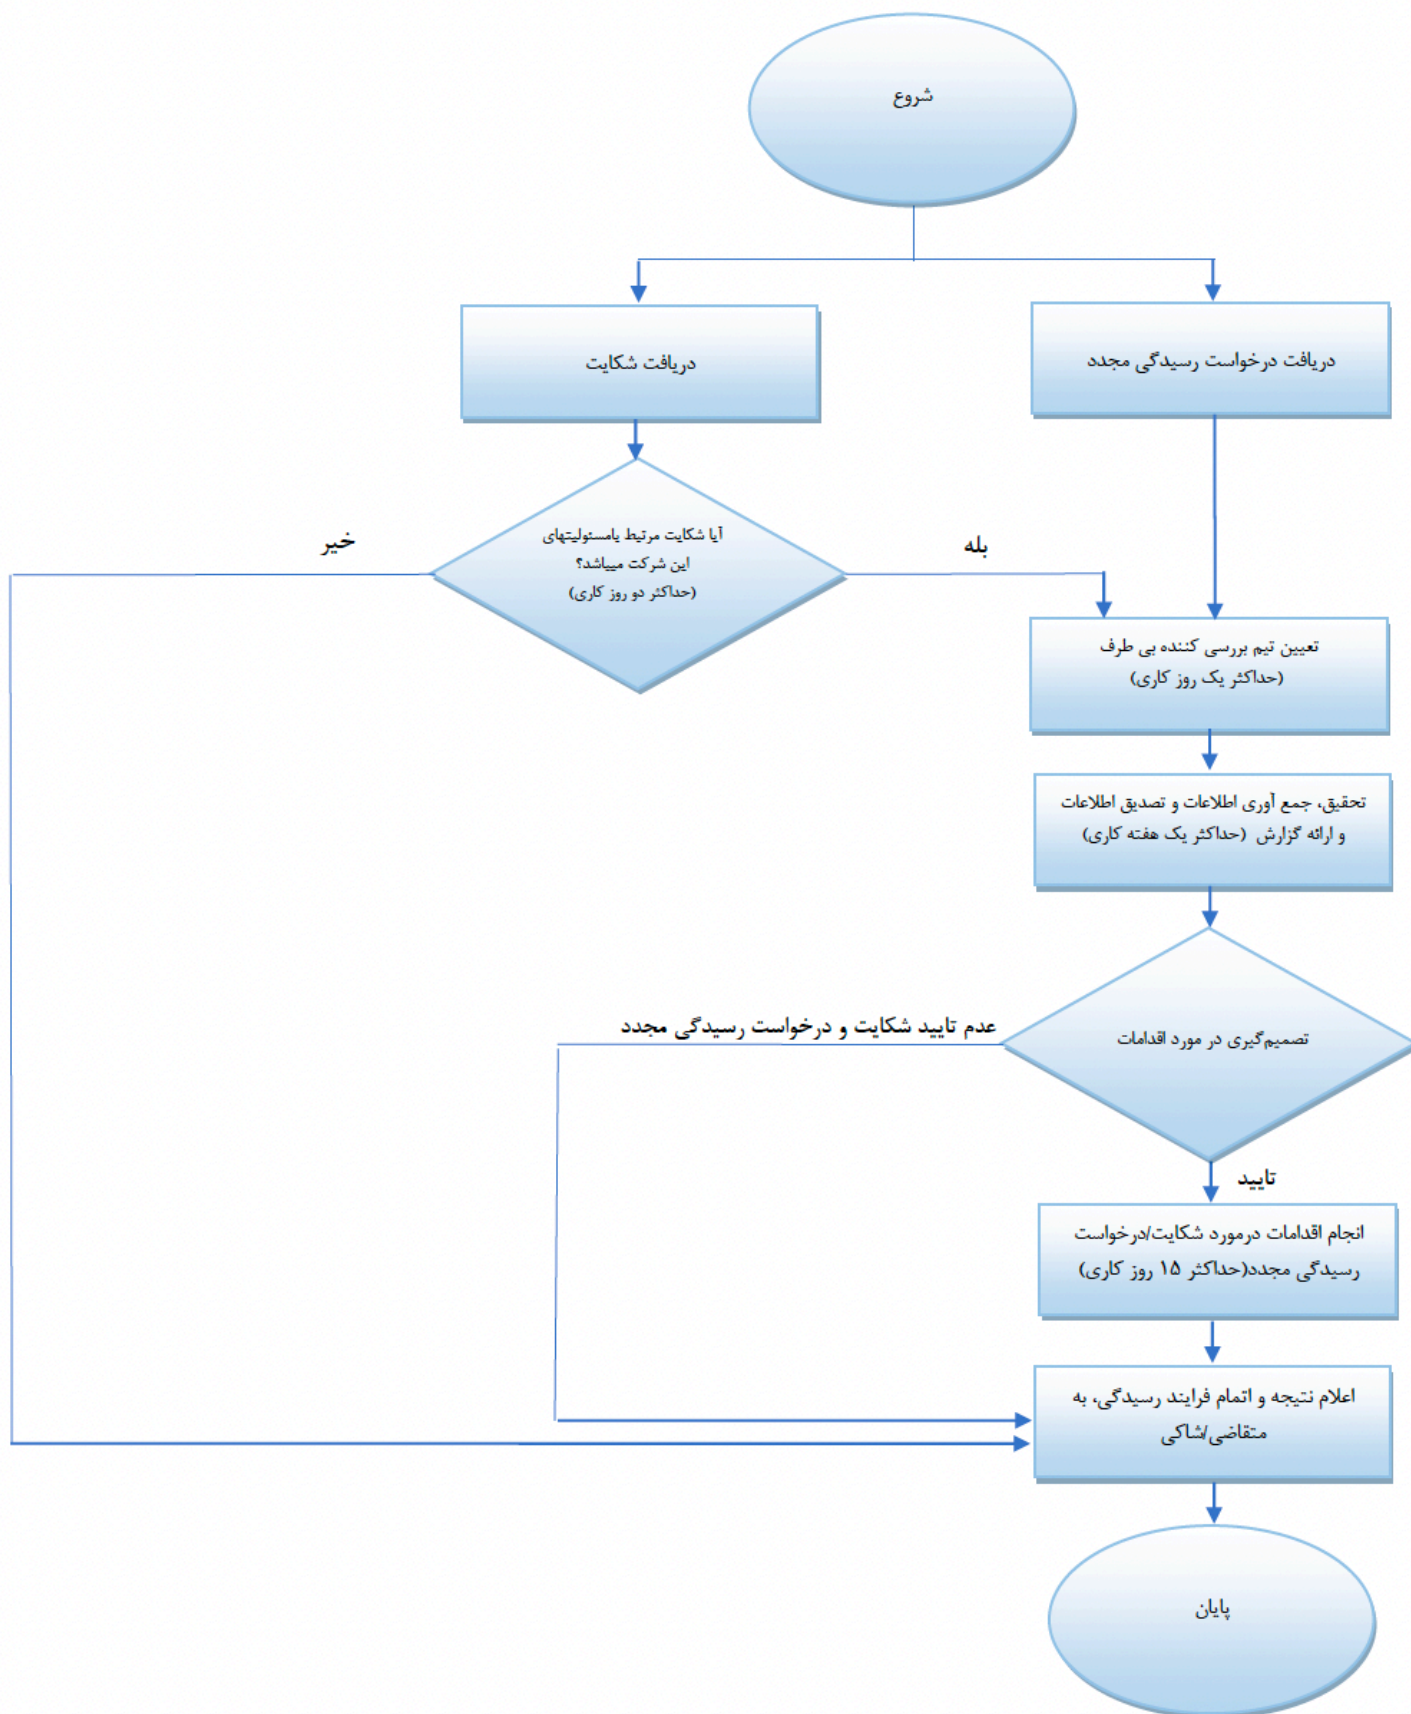 شروع
دریافت درخواست رسیدگی مجدد
دریافت شکایت
آیا شکایت مرتبط یامسئولیتهای
این شرکت میباشد؟
(حداکثر دو روز کاری)
بله
خیر
تعیین تیم بررسی کننده بی طرف
(حداکثر یک روز کاری)
تحقیق، جمع آوری اطلاعات و تصدیق اطلاعات
و ارائه گزارش (حداکثر یک هفته کاری)
تصمیم‌گیری در مورد اقدامات
عدم تایید شکایت و درخواست رسیدگی مجدد
تایید
انجام اقدامات درمورد شکایت/درخواست
رسیدگی مجدد(حداکثر ۱۵ روز کاری)
اعلام نتیجه و اتمام فرایند رسیدگی، به
متقاضی/شاکی
پایان